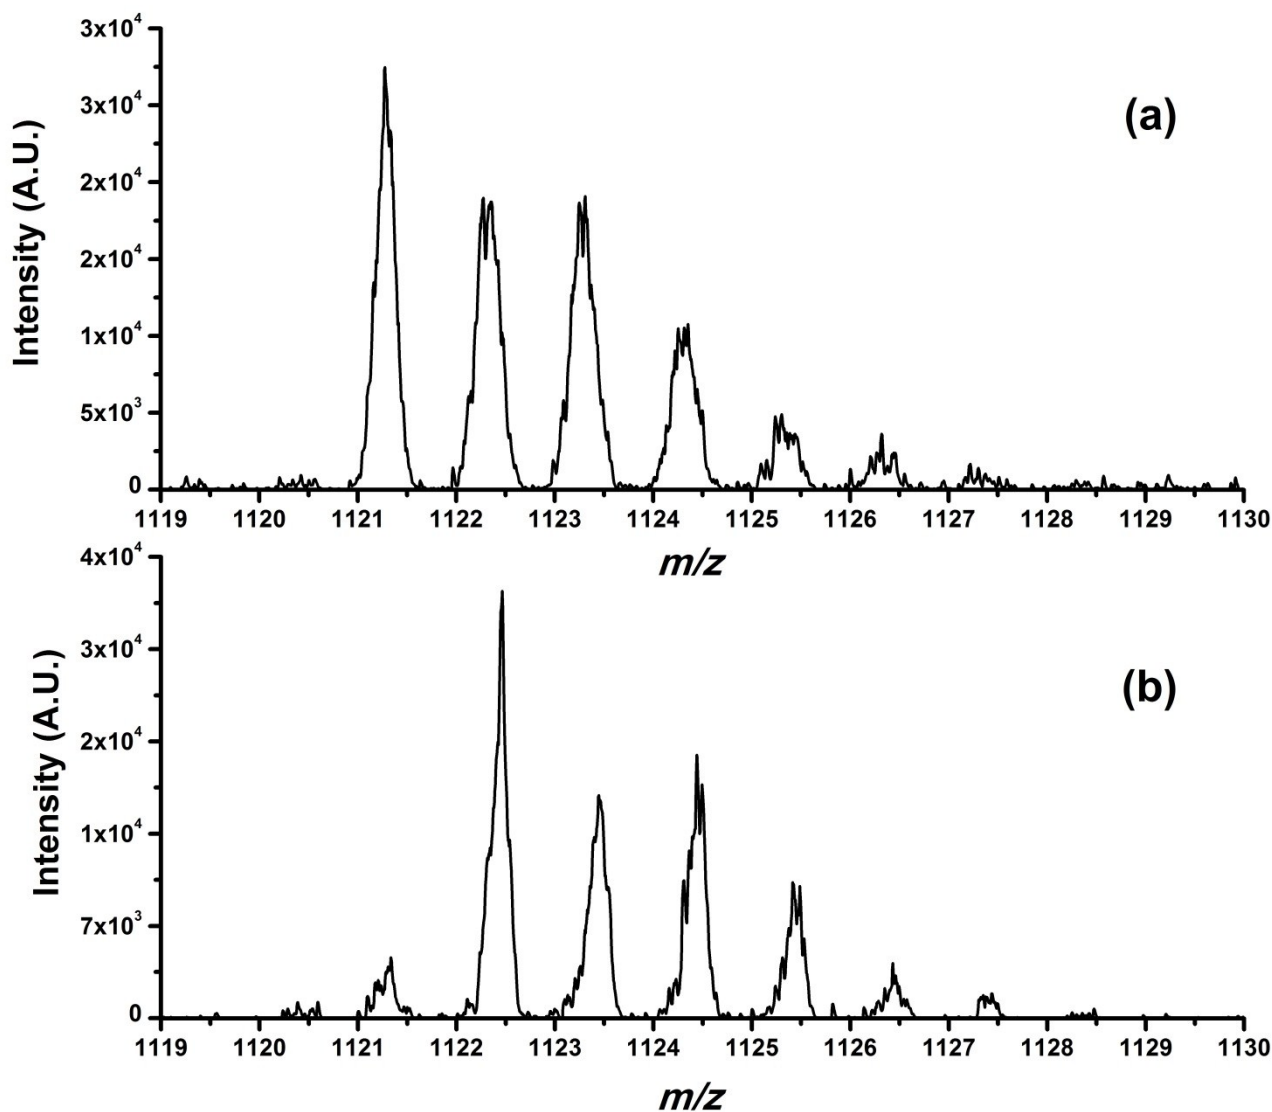 (a)
Intensity (A.U.)
3x10⁴
3x10⁴
2x10⁴
2x10⁴
1x10⁴
5x10³
0
1119 1120 1121 1122 1123 1124 1125 1126 1127 1128 1129 1130
m/z
(b)
Intensity (A.U.)
4x10⁴
3x10⁴
2x10⁴
1x10⁴
7x10³
0
1119 1120 1121 1122 1123 1124 1125 1126 1127 1128 1129 1130
m/z